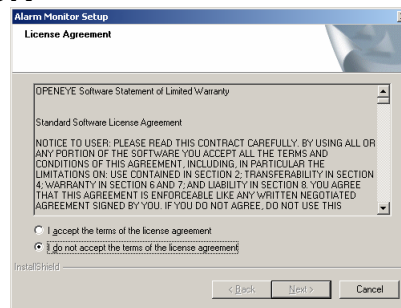 Alarm Monitor Setup
License Agreement
OPENEYE Software Statement of Limited Warranty
Standard Software License Agreement
NOTICE TO USER: PLEASE READ THIS CONTRACT CAREFULLY. BY USING ALL OR
ANY PORTION OF THE SOFTWARE YOU ACCEPT ALL THE TERMS AND
CONDITIONS OF THIS AGREEMENT, INCLUDING, IN PARTICULAR THE
LIMITATIONS ON: USE CONTAINED IN SECTION 2; TRANSFERABILITY IN SECTION
4; WARRANTY IN SECTION 6 AND 7; AND LIABILITY IN SECTION 8. YOU AGREE
THAT THIS AGREEMENT IS ENFORCEABLE LIKE ANY WRITTEN NEGOTIATED
AGREEMENT SIGNED BY YOU. IF YOU DO NOT AGREE, DO NOT USE THIS
I accept the terms of the license agreement
I do not accept the terms of the license agreement
InstallShield
< Back Next > Cancel